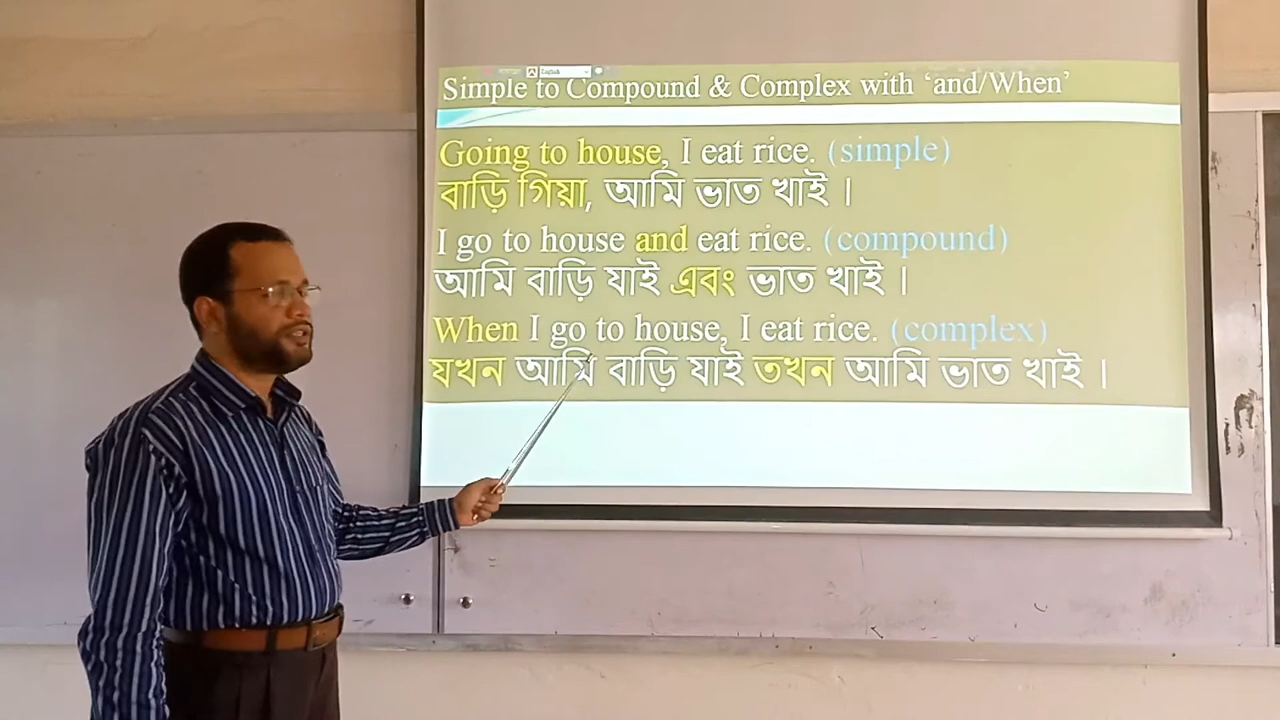 English
Simple to Compound & Complex with ‘and/When’
Going to house, I eat rice. (simple)
বাড়ি গিয়া, আমি ভাত খাই ।
I go to house and eat rice. (compound)
আমি বাড়ি যাই এবং ভাত খাই ।
When I go to house, I eat rice. (complex)
যখন আমি বাড়ি যাই তখন আমি ভাত খাই ।